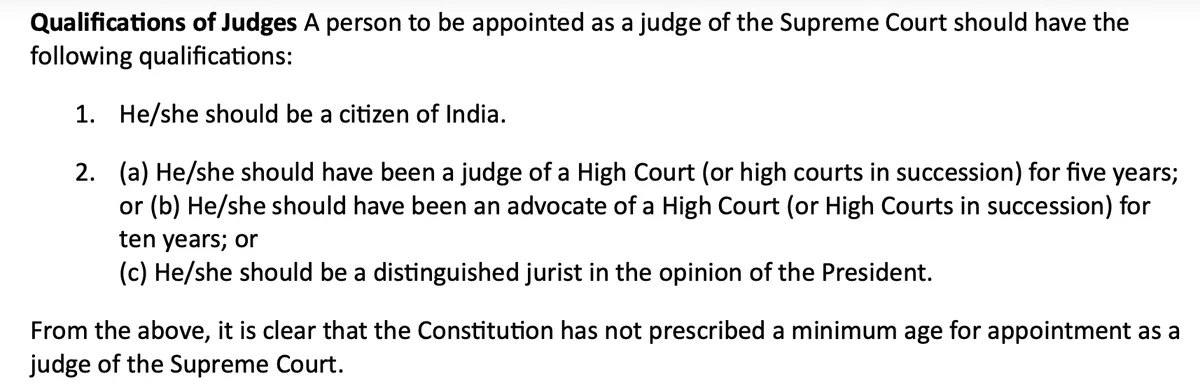 Qualifications of Judges A person to be appointed as a judge of the Supreme Court should have the
following qualifications:
1. He/she should be a citizen of India.
2. (a) He/she should have been a judge of a High Court (or high courts in succession) for five years;
or (b) He/she should have been an advocate of a High Court (or High Courts in succession) for
ten years; or
(c) He/she should be a distinguished jurist in the opinion of the President.
From the above, it is clear that the Constitution has not prescribed a minimum age for appointment as a
judge of the Supreme Court.